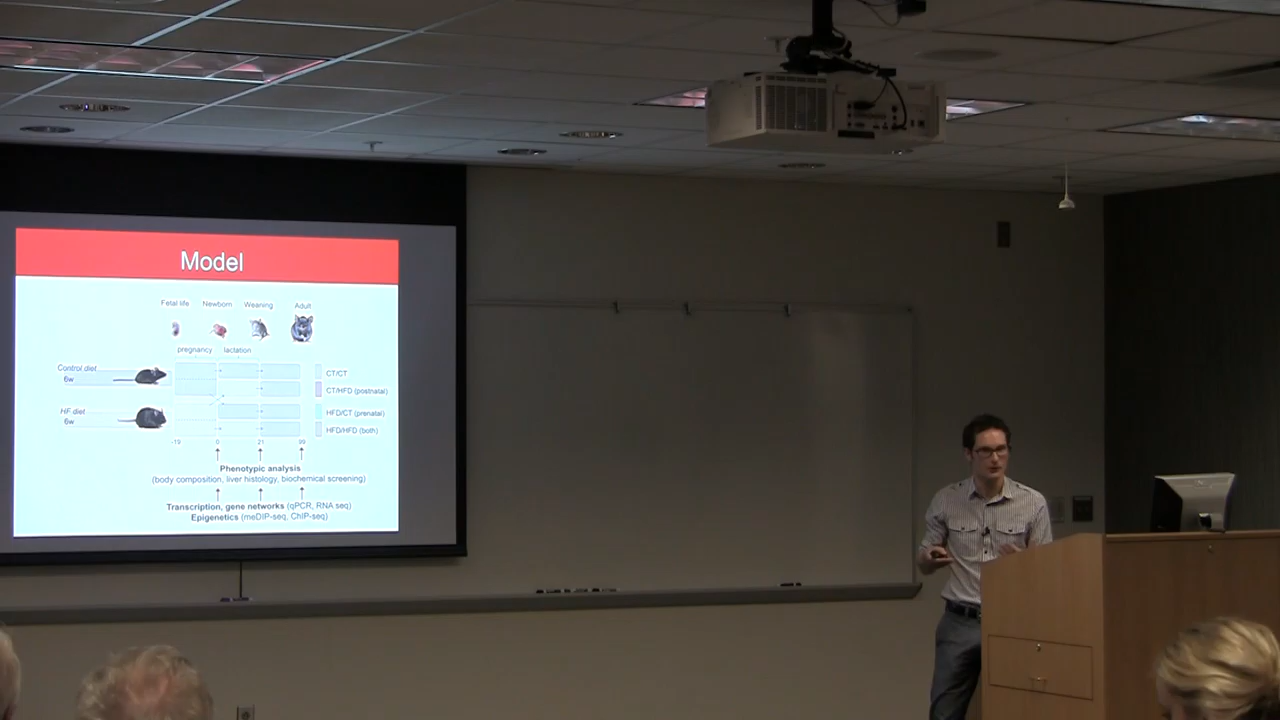 Model
Fetal life Newborn Weaning Adult
pregnancy lactation
Control diet
6w
CT/CT
CT/HFD (postnatal)
HF diet
6w
HFD/CT (prenatal)
HFD/HFD (both)
-19 0 21 99
Phenotypic analysis
(body composition, liver histology, biochemical screening)
Transcription, gene networks (qPCR, RNA seq)
Epigenetics (meDIP-seq, ChIP-seq)